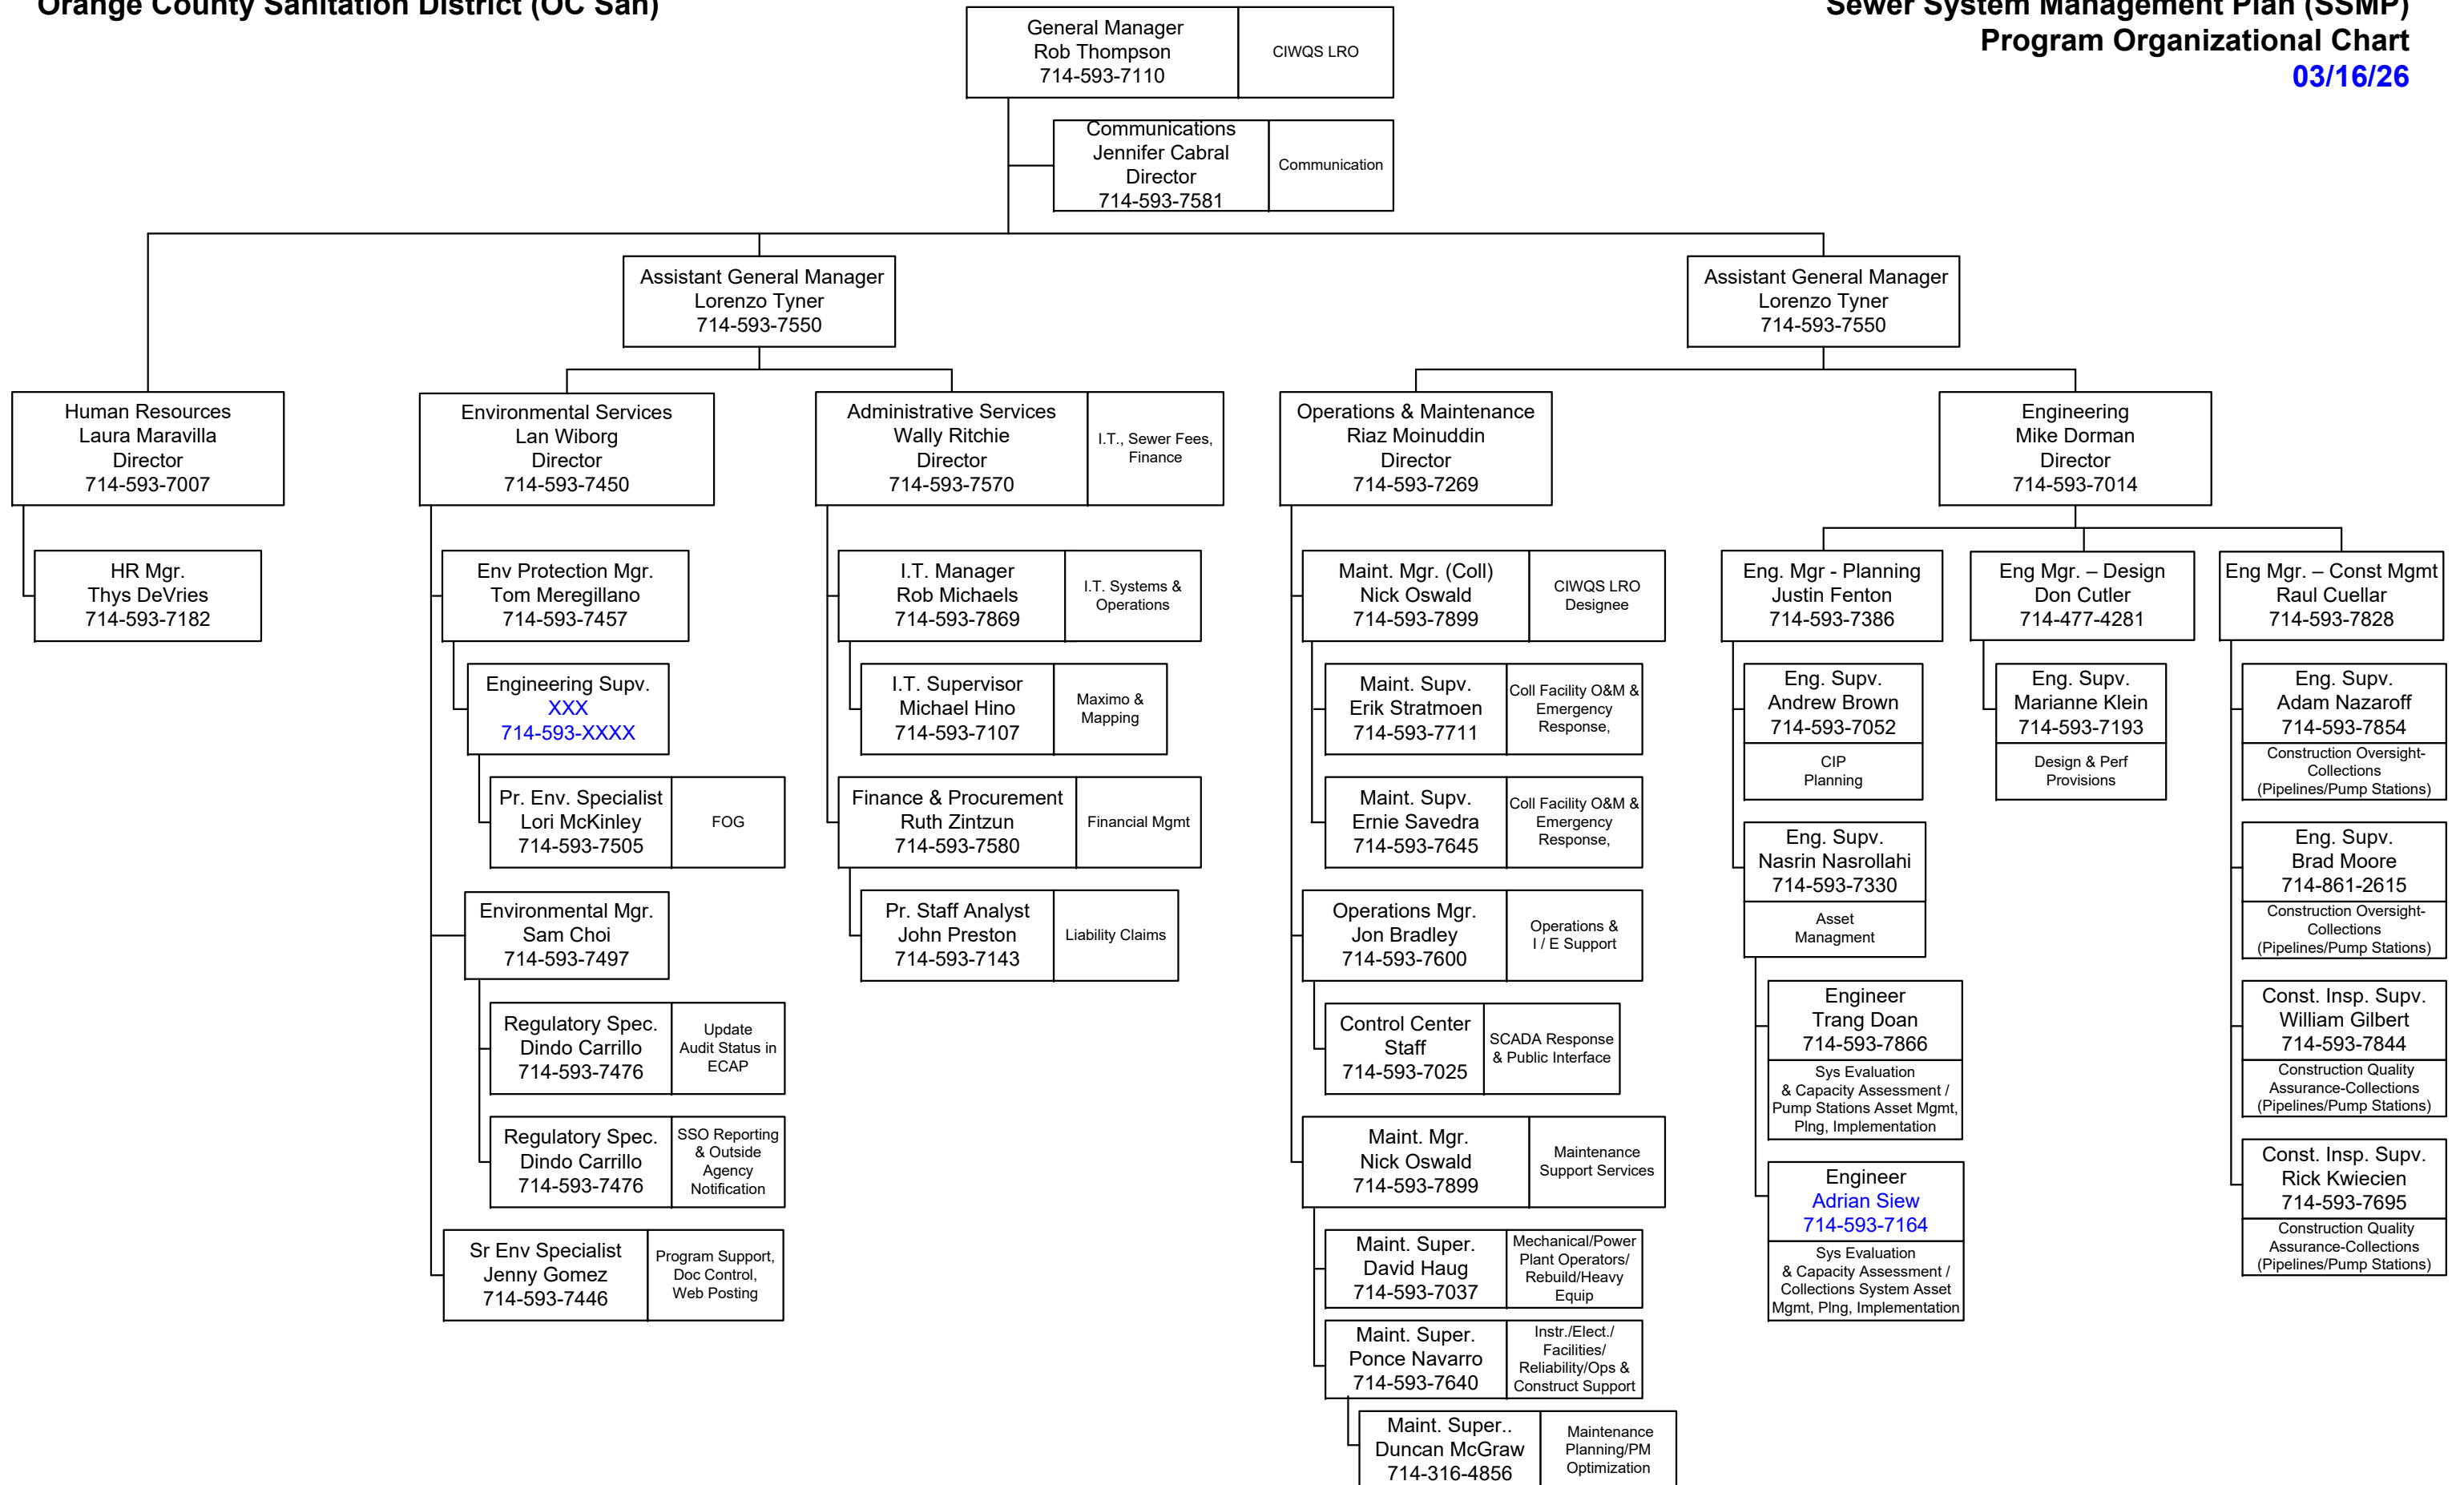 Orange County Sanitation District (OC San)
Sewer System Management Plan (SSMP)
Program Organizational Chart
03/16/26
General Manager
Rob Thompson
714-593-7110
CIWQS LRO
Communications
Jennifer Cabral
Director
714-593-7581
Communication
Assistant General Manager
Lorenzo Tyner
714-593-7550
Assistant General Manager
Lorenzo Tyner
714-593-7550
Human Resources
Laura Maravilla
Director
714-593-7007
HR Mgr.
Thys DeVries
714-593-7182
Environmental Services
Lan Wiborg
Director
714-593-7450
Env Protection Mgr.
Tom Meregillano
714-593-7457
Engineering Supv.
XXX
714-593-XXXX
Pr. Env. Specialist
Lori McKinley
714-593-7505
FOG
Environmental Mgr.
Sam Choi
714-593-7497
Regulatory Spec.
Dindo Carrillo
714-593-7476
Update
Audit Status in
ECAP
Regulatory Spec.
Dindo Carrillo
714-593-7476
SSO Reporting
& Outside
Agency
Notification
Sr Env Specialist
Jenny Gomez
714-593-7446
Program Support,
Doc Control,
Web Posting
Administrative Services
Wally Ritchie
Director
714-593-7570
I.T., Sewer Fees,
Finance
I.T. Manager
Rob Michaels
714-593-7869
I.T. Systems &
Operations
I.T. Supervisor
Michael Hino
714-593-7107
Maximo &
Mapping
Finance & Procurement
Ruth Zintzun
714-593-7580
Financial Mgmt
Pr. Staff Analyst
John Preston
714-593-7143
Liability Claims
Operations & Maintenance
Riaz Moinuddin
Director
714-593-7269
Maint. Mgr. (Coll)
Nick Oswald
714-593-7899
CIWQS LRO
Designee
Maint. Supv.
Erik Stratmoen
714-593-7711
Coll Facility O&M &
Emergency
Response,
Maint. Supv.
Ernie Savedra
714-593-7645
Coll Facility O&M &
Emergency
Response,
Operations Mgr.
Jon Bradley
714-593-7600
Operations &
I / E Support
Control Center
Staff
714-593-7025
SCADA Response
& Public Interface
Maint. Mgr.
Nick Oswald
714-593-7899
Maintenance
Support Services
Maint. Super.
David Haug
714-593-7037
Mechanical/Power
Plant Operators/
Rebuild/Heavy
Equip
Maint. Super.
Ponce Navarro
714-593-7640
Instr./Elect./
Facilities/
Reliability/Ops &
Construct Support
Maint. Super..
Duncan McGraw
714-316-4856
Maintenance
Planning/PM
Optimization
Engineering
Mike Dorman
Director
714-593-7014
Eng. Mgr - Planning
Justin Fenton
714-593-7386
Eng. Supv.
Andrew Brown
714-593-7052
CIP
Planning
Eng. Supv.
Nasrin Nasrollahi
714-593-7330
Asset
Managment
Engineer
Trang Doan
714-593-7866
Sys Evaluation
& Capacity Assessment /
Pump Stations Asset Mgmt,
Plng, Implementation
Engineer
Adrian Siew
714-593-7164
Sys Evaluation
& Capacity Assessment /
Collections System Asset
Mgmt, Plng, Implementation
Eng Mgr. – Design
Don Cutler
714-477-4281
Eng. Supv.
Marianne Klein
714-593-7193
Design & Perf
Provisions
Eng Mgr. – Const Mgmt
Raul Cuellar
714-593-7828
Eng. Supv.
Adam Nazaroff
714-593-7854
Construction Oversight-
Collections
(Pipelines/Pump Stations)
Eng. Supv.
Brad Moore
714-861-2615
Construction Oversight-
Collections
(Pipelines/Pump Stations)
Const. Insp. Supv.
William Gilbert
714-593-7844
Construction Quality
Assurance-Collections
(Pipelines/Pump Stations)
Const. Insp. Supv.
Rick Kwiecien
714-593-7695
Construction Quality
Assurance-Collections
(Pipelines/Pump Stations)